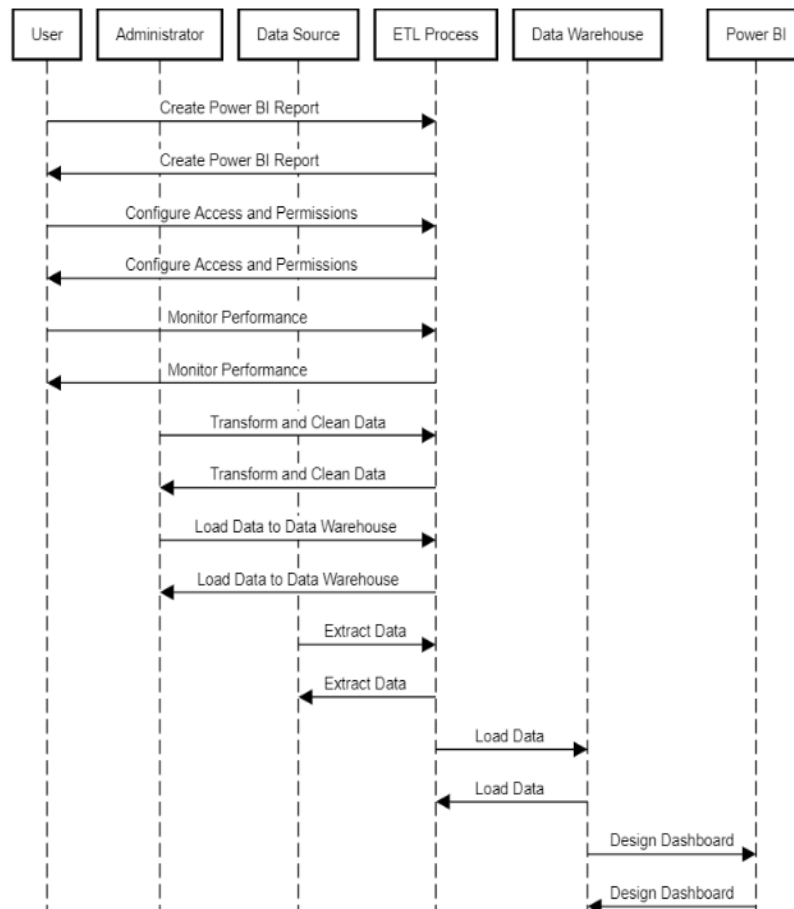 User
Administrator
Data Source
ETL Process
Data Warehouse
Power BI
Create Power BI Report
Create Power BI Report
Configure Access and Permissions
Configure Access and Permissions
Monitor Performance
Monitor Performance
Transform and Clean Data
Transform and Clean Data
Load Data to Data Warehouse
Load Data to Data Warehouse
Extract Data
Extract Data
Load Data
Load Data
Design Dashboard
Design Dashboard